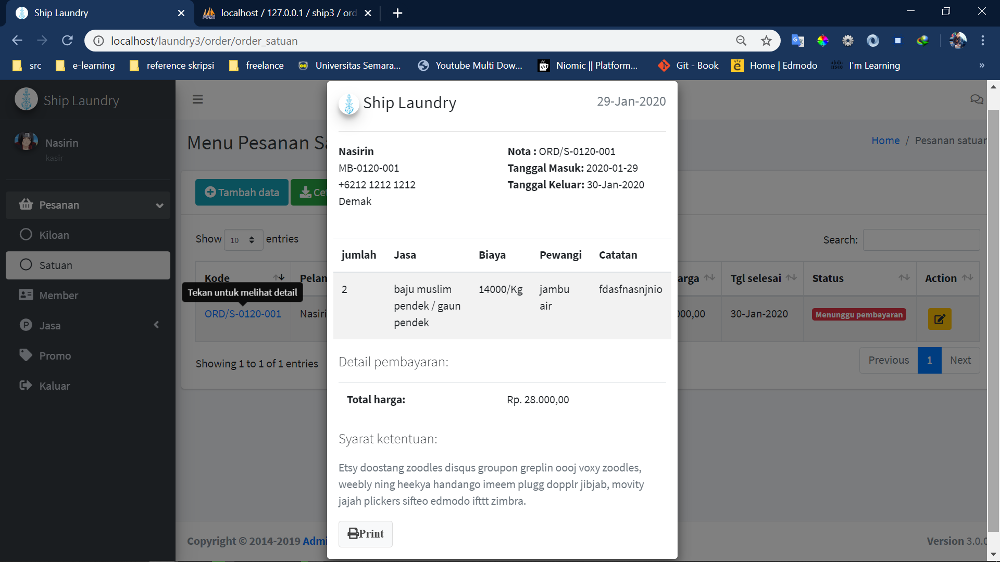 Ship Laundry
localhost / 127.0.0.1 / ship3 / ord
localhost/laundry3/order/order_satuan
src
e-learning
reference skripsi
freelance
Universitas Semara...
Youtube Multi Dow...
Niomic || Platform...
Git - Book
Home | Edmodo
I'm Learning
»
Ship Laundry
Nasirin
kasir
Pesanan
Kiloan
Satuan
Member
Jasa
Promo
Kaluar
Menu Pesanan Sa
Home / Pesanan satuan
Tambah data
Cet
Show 10 entries
Search:
Kode
Pelan
arga
Tgl selesai
Status
Action
Tekan untuk melihat detail
ORD/S-0120-001
Nasiri
000,00
30-Jan-2020
Menunggu pembayaran
Showing 1 to 1 of 1 entries
Previous 1 Next
Copyright © 2014-2019 Admi
Version 3.0.0
Ship Laundry
29-Jan-2020
Nasirin
MB-0120-001
+6212 1212 1212
Demak
Nota : ORD/S-0120-001
Tanggal Masuk: 2020-01-29
Tanggal Keluar: 30-Jan-2020
jumlah Jasa Biaya Pewangi Catatan
2 baju muslim 14000/Kg jambu fdasfnasnjnio
pendek / gaun air
pendek
Detail pembayaran:
Total harga: Rp. 28.000,00
Syarat ketentuan:
Etsy doostang zoodles disqus groupon greplin oooj voxy zoodles,
weebly ning heekya handango imeem plugg dopplr jibjab, movity
jajah plickers sifteo edmodo ifttt zimbra.
Print